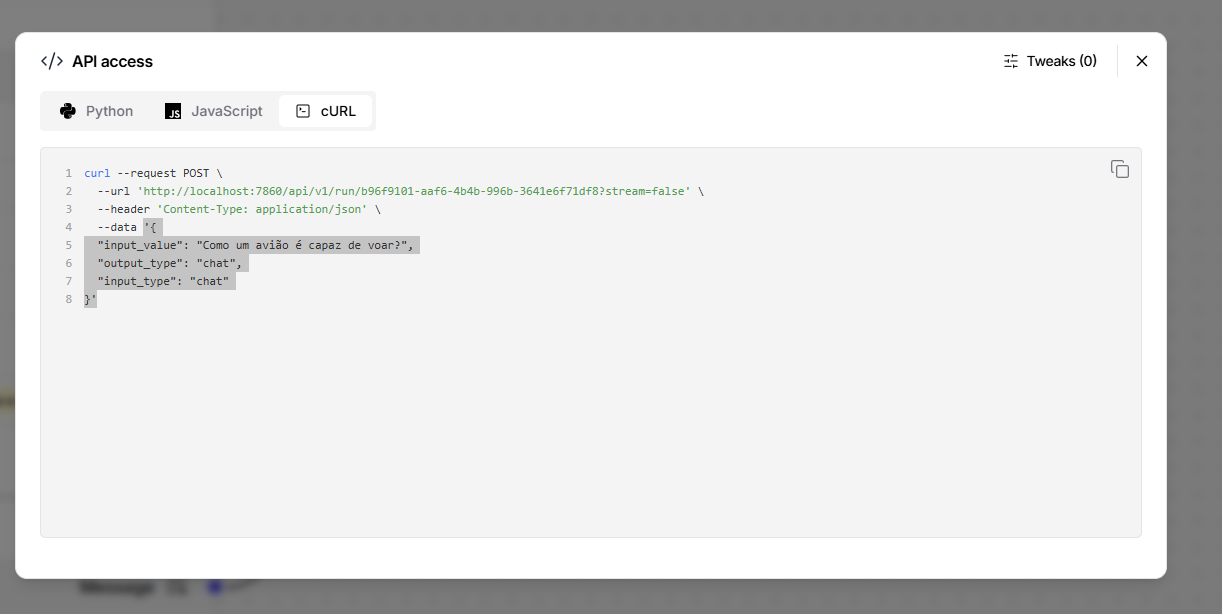 </> API access
Tweaks (0)
Python
JavaScript
cURL
1 curl --request POST \
2 --url 'http://localhost:7860/api/v1/run/b96f9101-aaf6-4b4b-996b-3641e6f71df8?stream=false' \
3 --header 'Content-Type: application/json' \
4 --data '{
5 "input_value": "Como um avião é capaz de voar?",
6 "output_type": "chat",
7 "input_type": "chat"
8 }'
Message